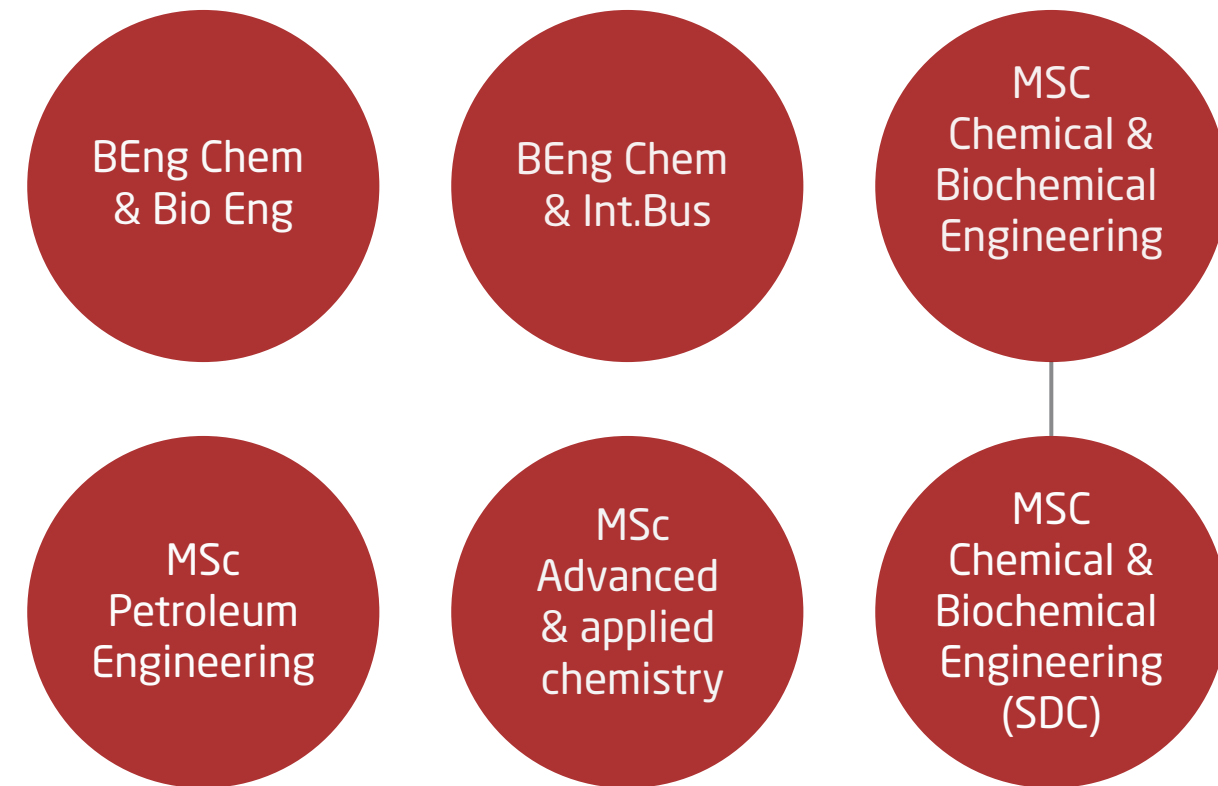 BEng Chem
& Bio Eng
BEng Chem
& Int.Bus
MSC
Chemical &
Biochemical
Engineering
MSc
Petroleum
Engineering
MSc
Advanced
& applied
chemistry
MSC
Chemical &
Biochemical
Engineering
(SDC)